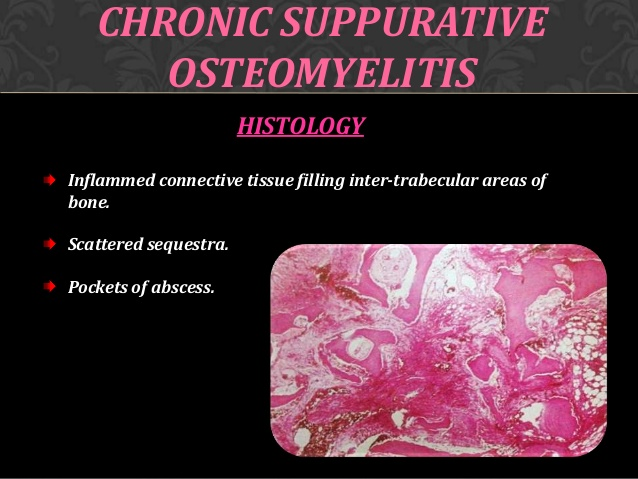 CHRONIC SUPPURATIVE
OSTEOMYELITIS
HISTOLOGY
Inflammed connective tissue filling inter-trabecular areas of
bone.
Scattered sequestra.
Pockets of abscess.